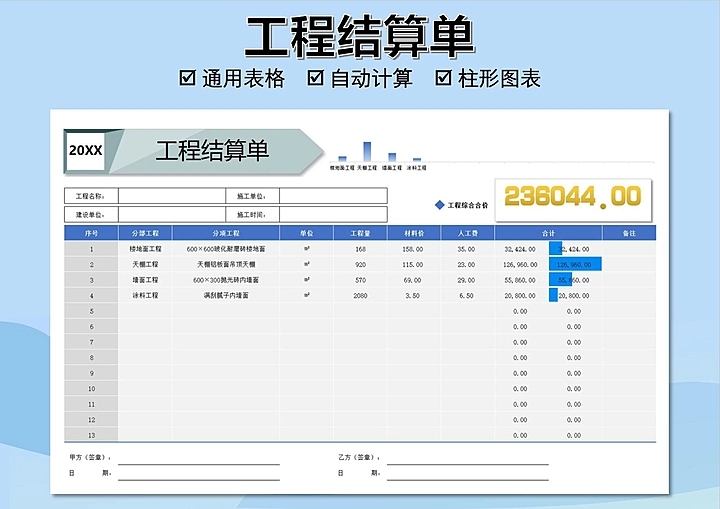 工程结算单
☑ 通用表格 ☑ 自动计算 ☑ 柱形图表
20XX 工程结算单
楼地面工程 天棚工程 墙面工程 涂料工程
工程名称: 施工单位:
建设单位: 施工时间:
工程综合合价 236044.00
序号 分部工程 分项工程 单位 工程量 材料价 人工费 合计 备注
1 楼地面工程 600×600玻化耐磨砖楼地面 m² 168 158.00 35.00 32,424.00 32,424.00
2 天棚工程 天棚铝板面吊顶天棚 m² 920 115.00 23.00 126,960.00 126,960.00
3 墙面工程 600×300抛光砖内墙面 m² 570 69.00 29.00 55,860.00 55,860.00
4 涂料工程 满刮腻子内墙面 m² 2080 3.50 6.50 20,800.00 20,800.00
5 0.00 0.00
6 0.00 0.00
7 0.00 0.00
8 0.00 0.00
9 0.00 0.00
10 0.00 0.00
11 0.00 0.00
12 0.00 0.00
13 0.00 0.00
甲方（签章）: 乙方（签章）:
日 期: 日 期: